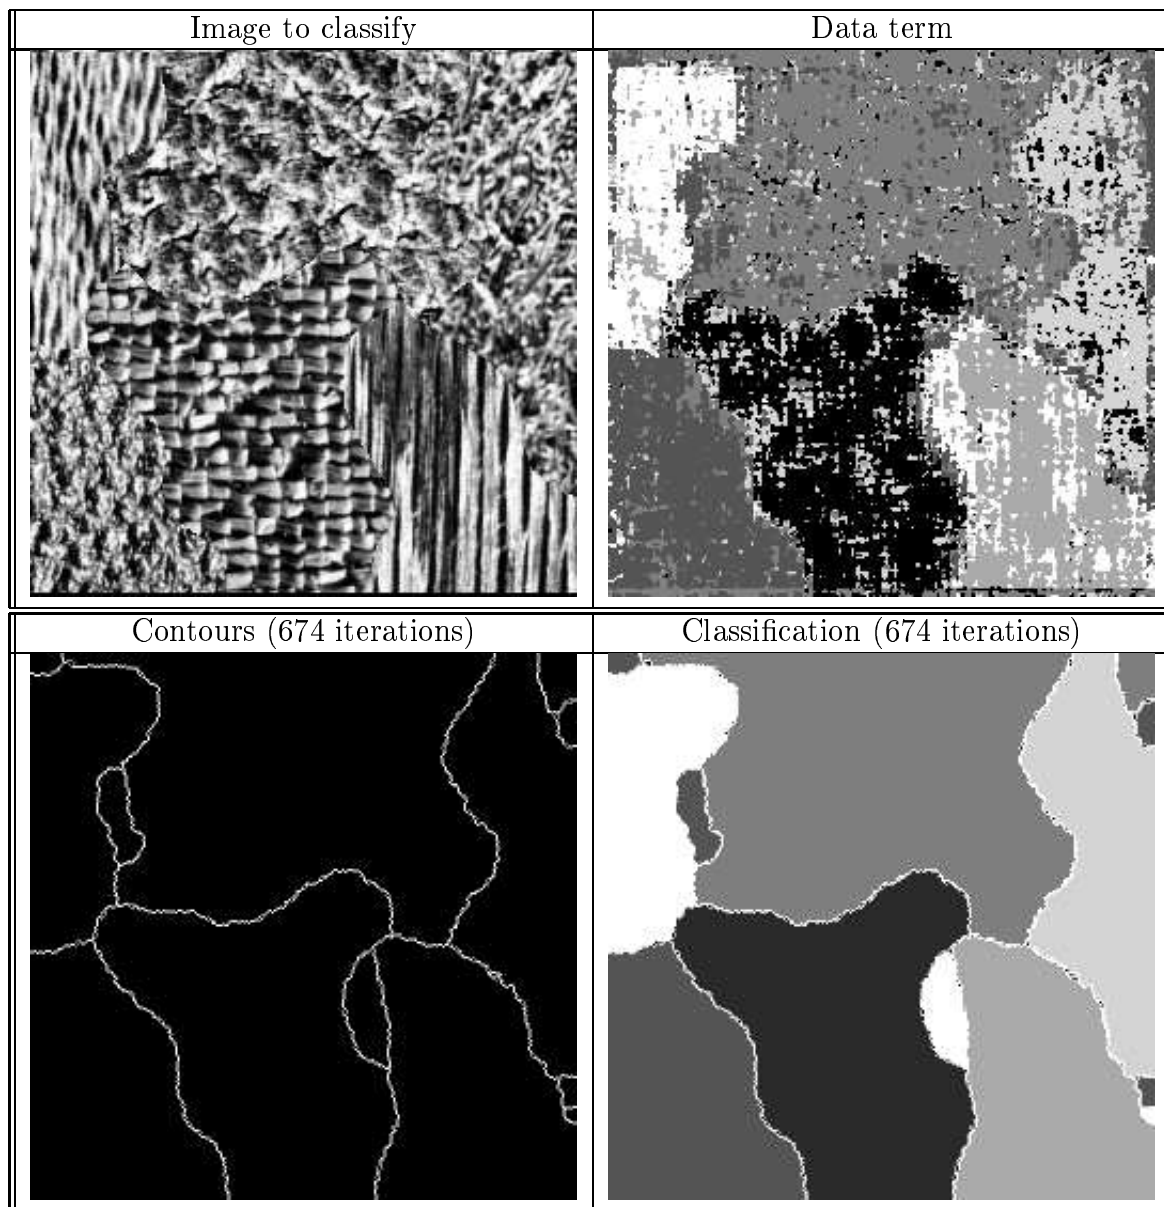 Image to classify
Data term
Contours (674 iterations)
Classification (674 iterations)